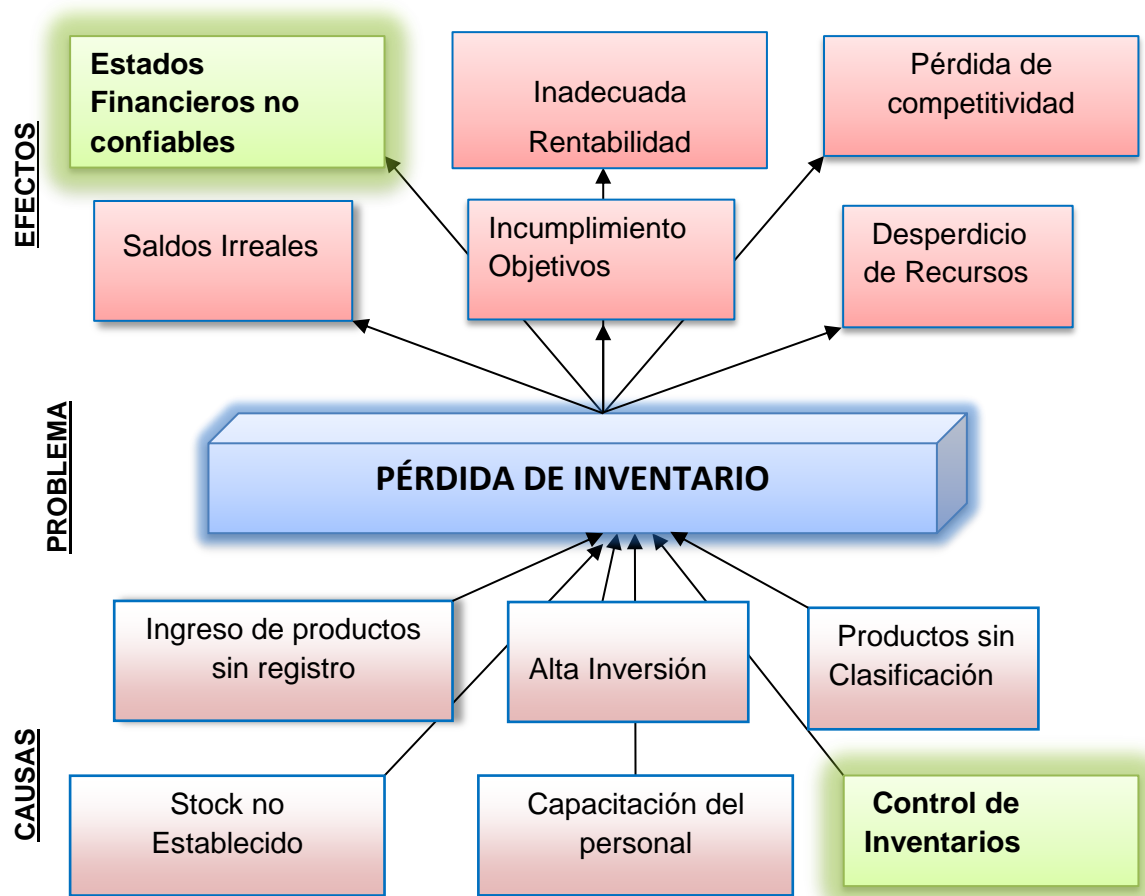 EFECTOS
Estados
Financieros no
confiables
Inadecuada
Rentabilidad
Pérdida de
competitividad
Saldos Irreales
Incumplimiento
Objetivos
Desperdicio
de Recursos
PROBLEMA
PÉRDIDA DE INVENTARIO
CAUSAS
Ingreso de productos
sin registro
Alta Inversión
Productos sin
Clasificación
Stock no
Establecido
Capacitación del
personal
Control de
Inventarios